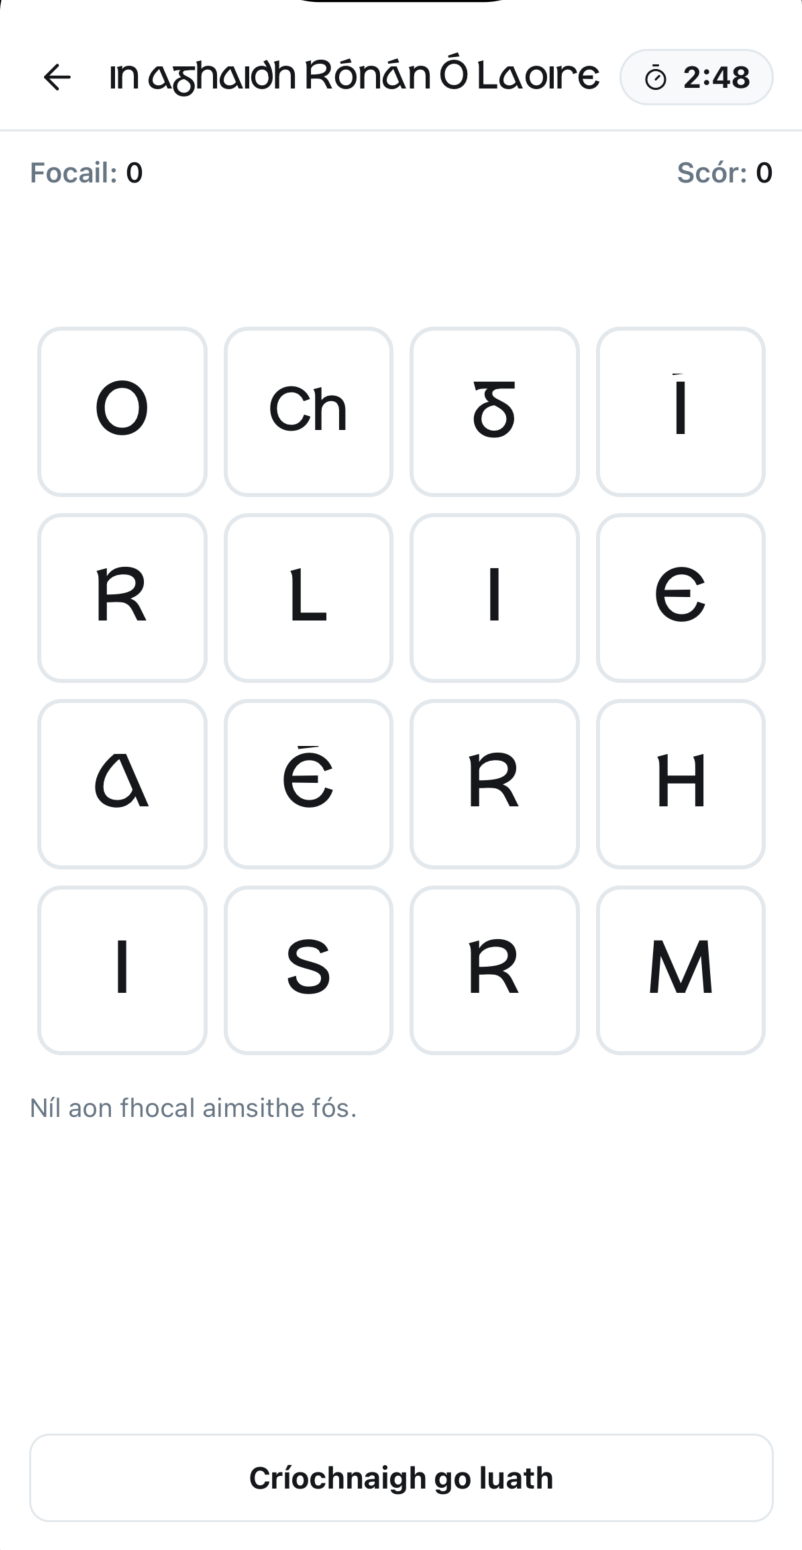 In aghaidh Rónán Ó Laoire 2:48
Focail: 0 Scór: 0
O Ch G Í
R L I E
A É R H
I S R M
Níl aon fhocal aimsithe fós.
Críochnaigh go luath